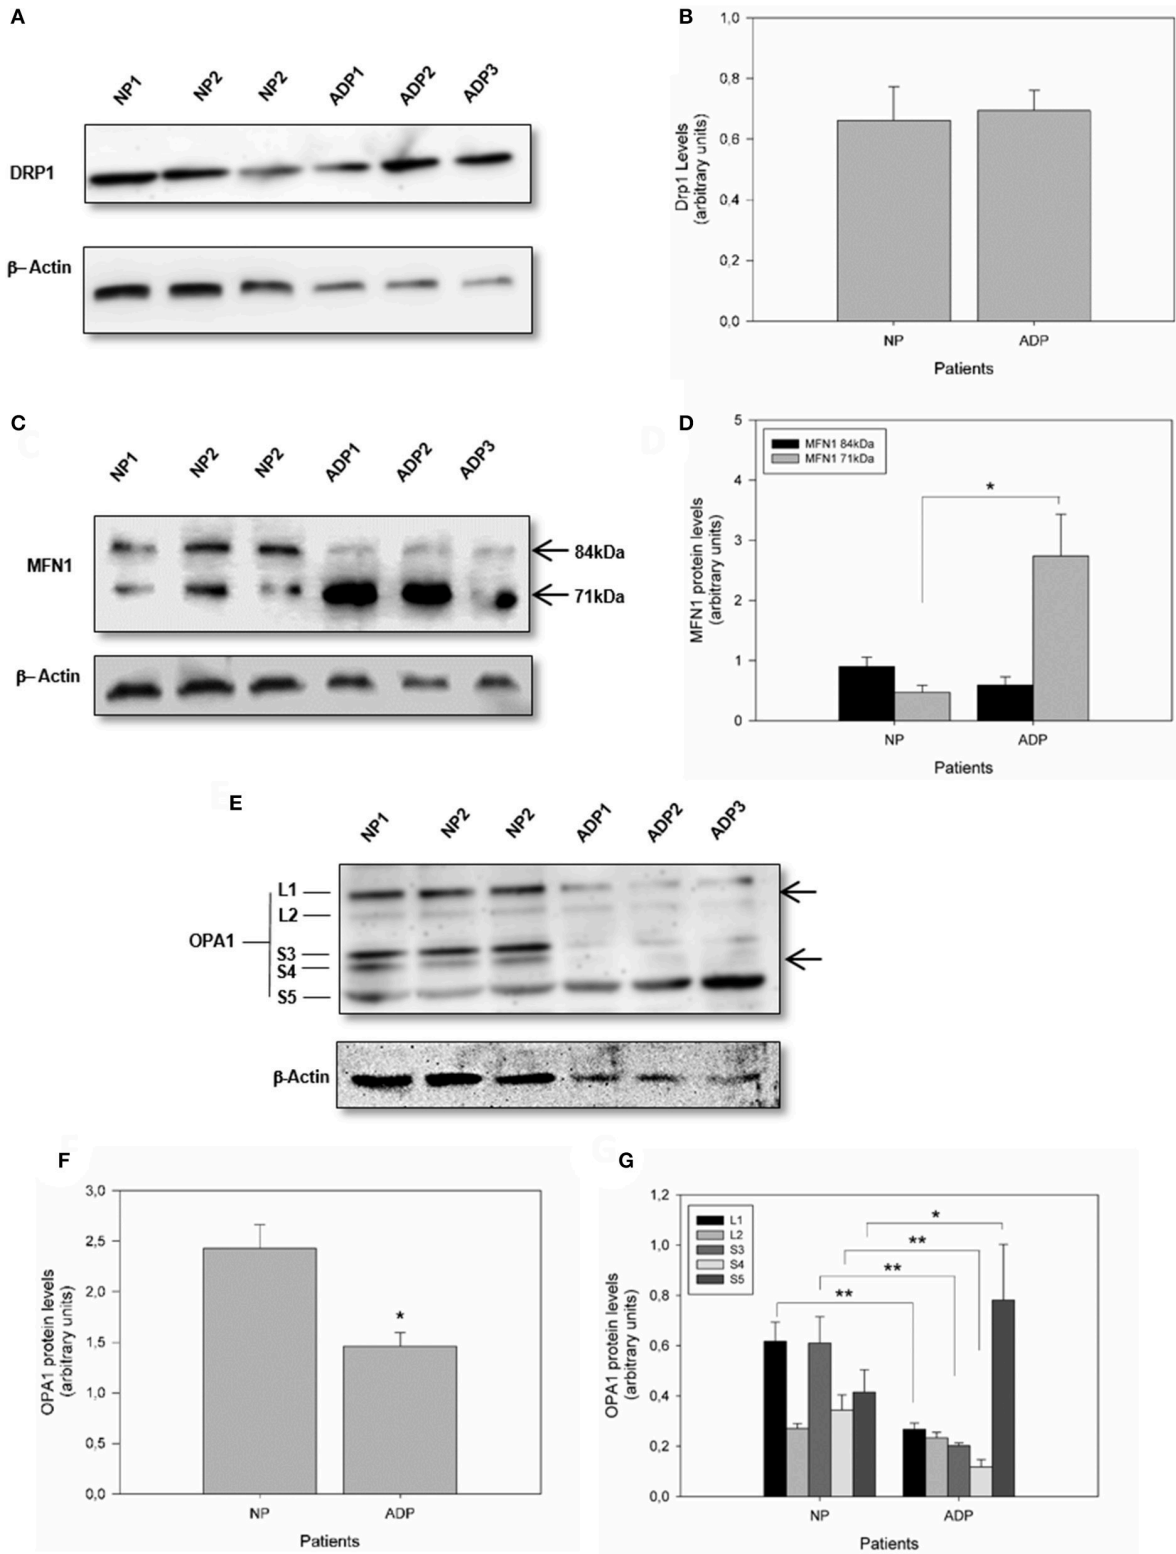 A
NP1 NP2 NP2 ADP1 ADP2 ADP3
DRP1
β– Actin
B
1,0
0,8
0,6
0,4
0,2
0,0
Drp1 Levels
(arbitrary units)
NP ADP
Patients
C
NP1 NP2 NP2 ADP1 ADP2 ADP3
MFN1
84kDa
71kDa
β– Actin
D
5
4
3
2
1
0
MFN1 protein levels
(arbitrary units)
MFN1 84kDa
MFN1 71kDa
*
NP ADP
Patients
E
NP1 NP2 NP2 ADP1 ADP2 ADP3
OPA1
L1
L2
S3
S4
S5
β-Actin
F
3,0
2,5
2,0
1,5
1,0
0,5
0,0
OPA1 protein levels
(arbitrary units)
*
NP ADP
Patients
G
1,2
1,0
0,8
0,6
0,4
0,2
0,0
OPA1 protein levels
(arbitrary units)
L1
L2
S3
S4
S5
*
**
**
**
NP ADP
Patients